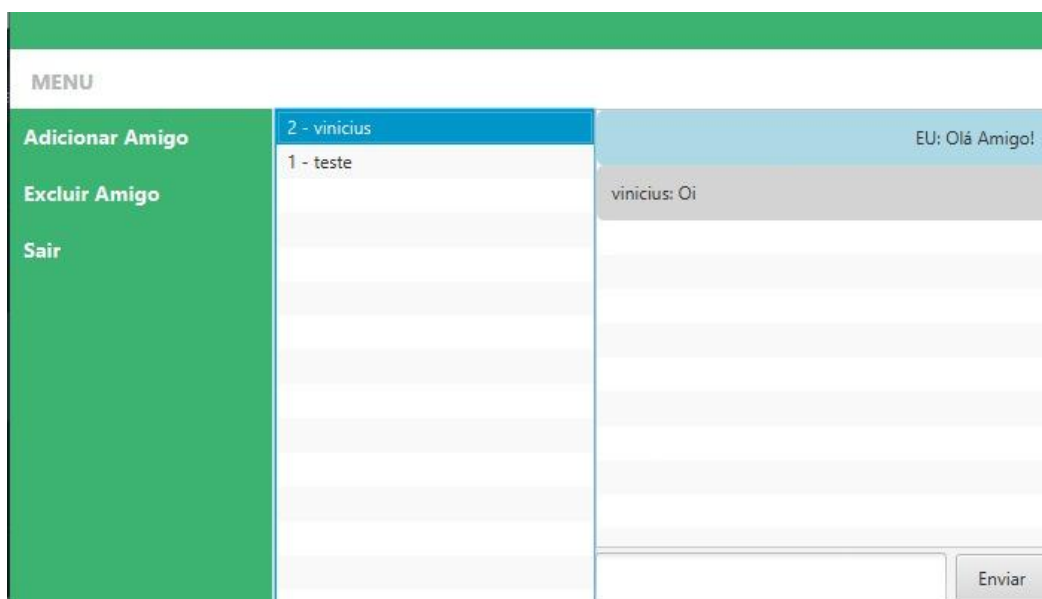 MENU
Adicionar Amigo
Excluir Amigo
Sair
2 - vinicius
1 - teste
EU: Olá Amigo!
vinicius: Oi
Enviar